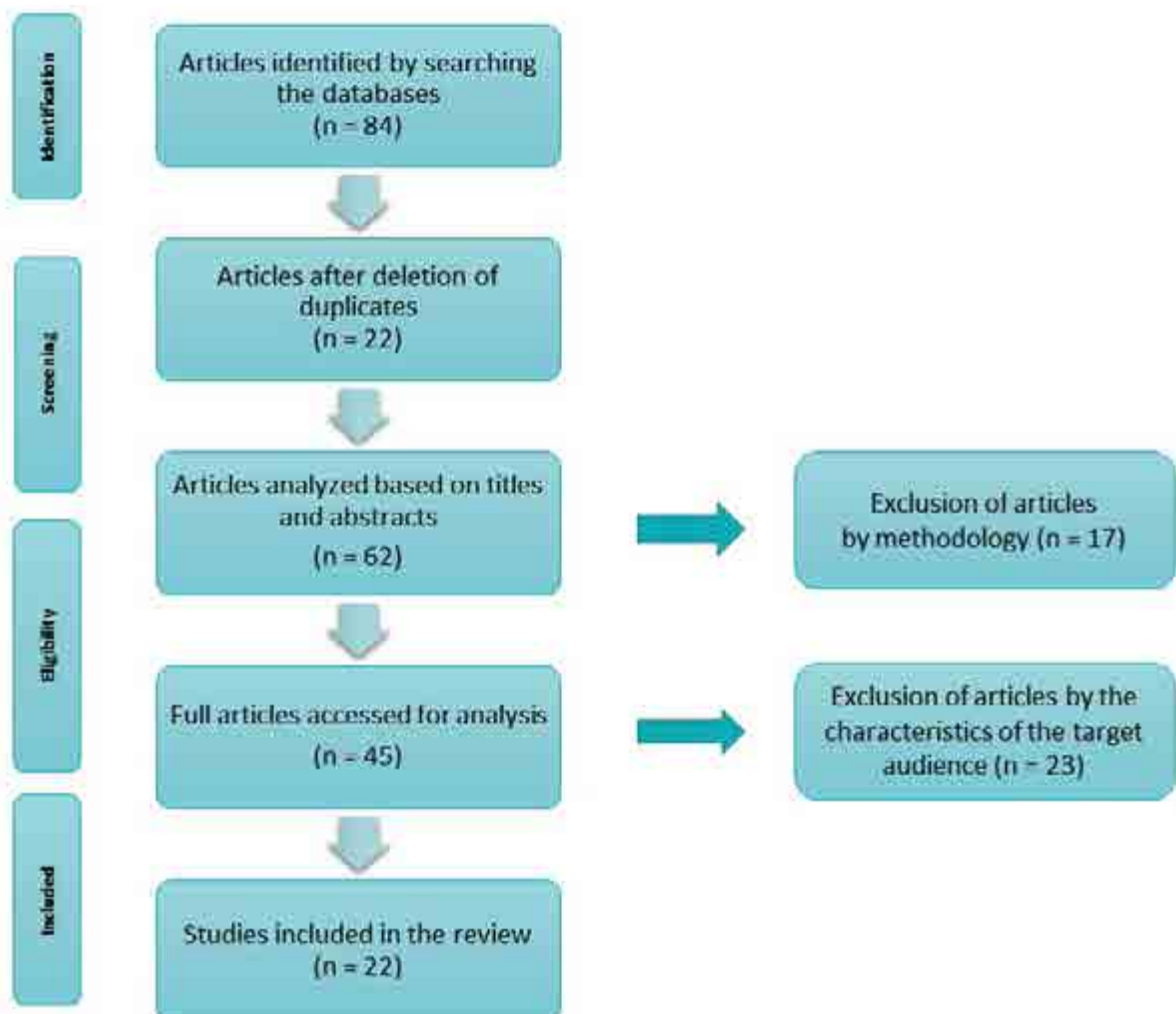 Identification
Articles identified by searching
the databases
(n = 84)
Screening
Articles after deletion of
duplicates
(n = 22)
Articles analyzed based on titles
and abstracts
(n = 62)
Exclusion of articles
by methodology (n = 17)
Eligibility
Full articles accessed for analysis
(n = 45)
Exclusion of articles by the
characteristics of the target
audience (n = 23)
Included
Studies included in the review
(n = 22)